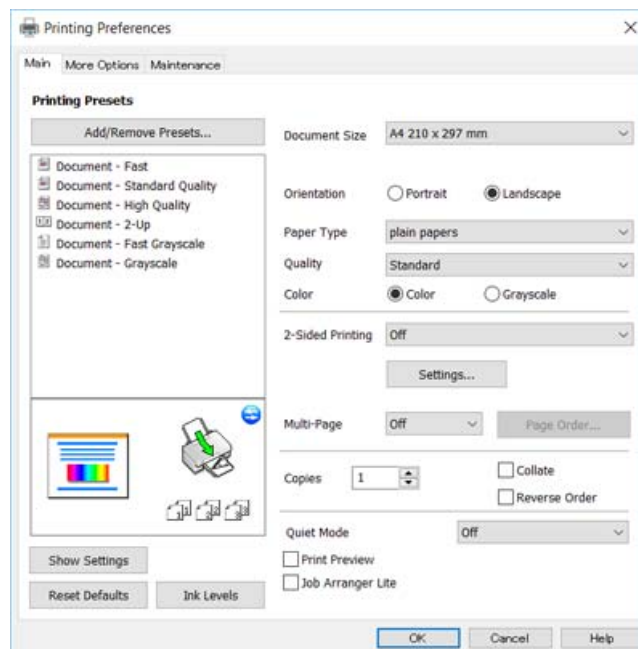 Printing Preferences
Main More Options Maintenance
Printing Presets
Add/Remove Presets...
Document - Fast
Document - Standard Quality
Document - High Quality
Document - 2-Up
Document - Fast Grayscale
Document - Grayscale
Show Settings
Reset Defaults Ink Levels
Document Size A4 210 x 297 mm
Orientation Portrait Landscape
Paper Type plain papers
Quality Standard
Color Color Grayscale
2-Sided Printing Off
Settings...
Multi-Page Off Page Order...
Copies 1 Collate
Reverse Order
Quiet Mode Off
Print Preview
Job Arranger Lite
OK Cancel Help